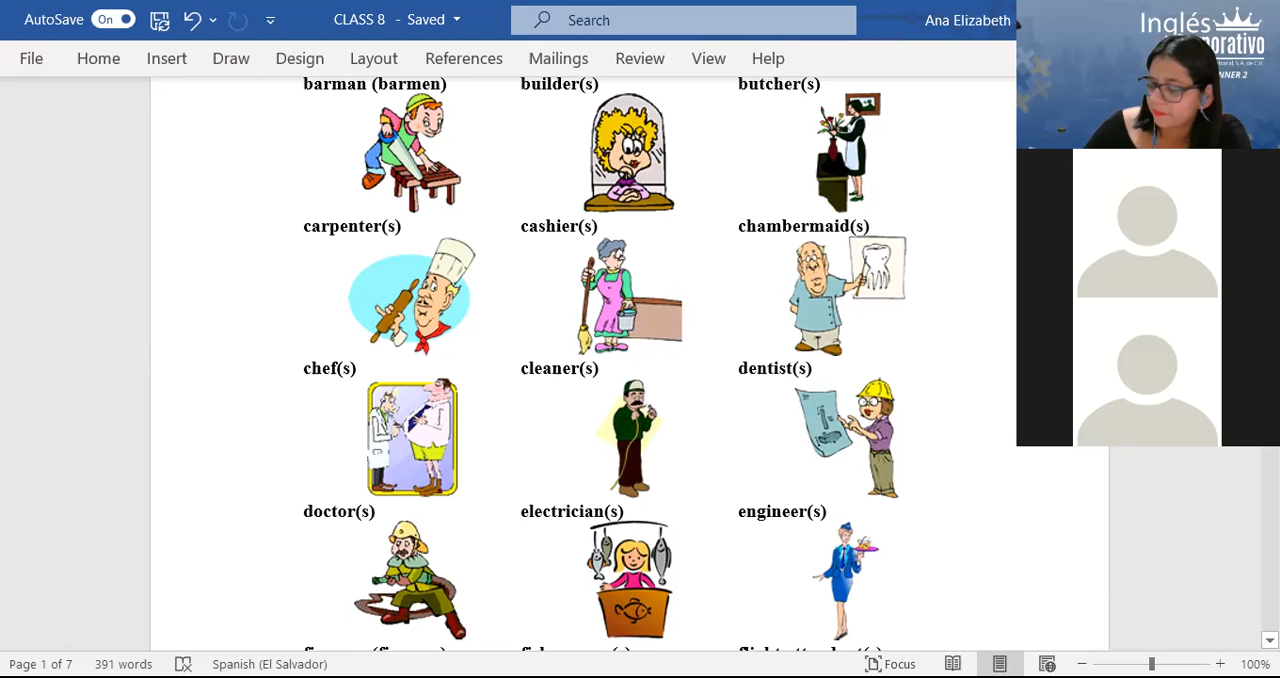 AutoSave On CLASS 8 - Saved Search Ana Elizabeth
File Home Insert Draw Design Layout References Mailings Review View Help
Inglés
NNER 2
barman (barmen) builder(s) butcher(s)
carpenter(s) cashier(s) chambermaid(s)
chef(s) cleaner(s) dentist(s)
doctor(s) electrician(s) engineer(s)
Page 1 of 7 391 words Spanish (El Salvador) Focus 100%